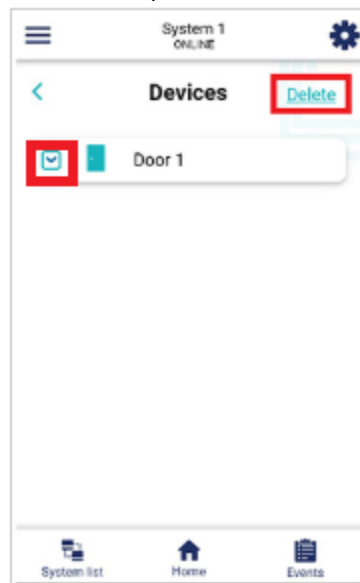 System 1
ONLINE
Devices
Delete
Door 1
System list
Home
Events